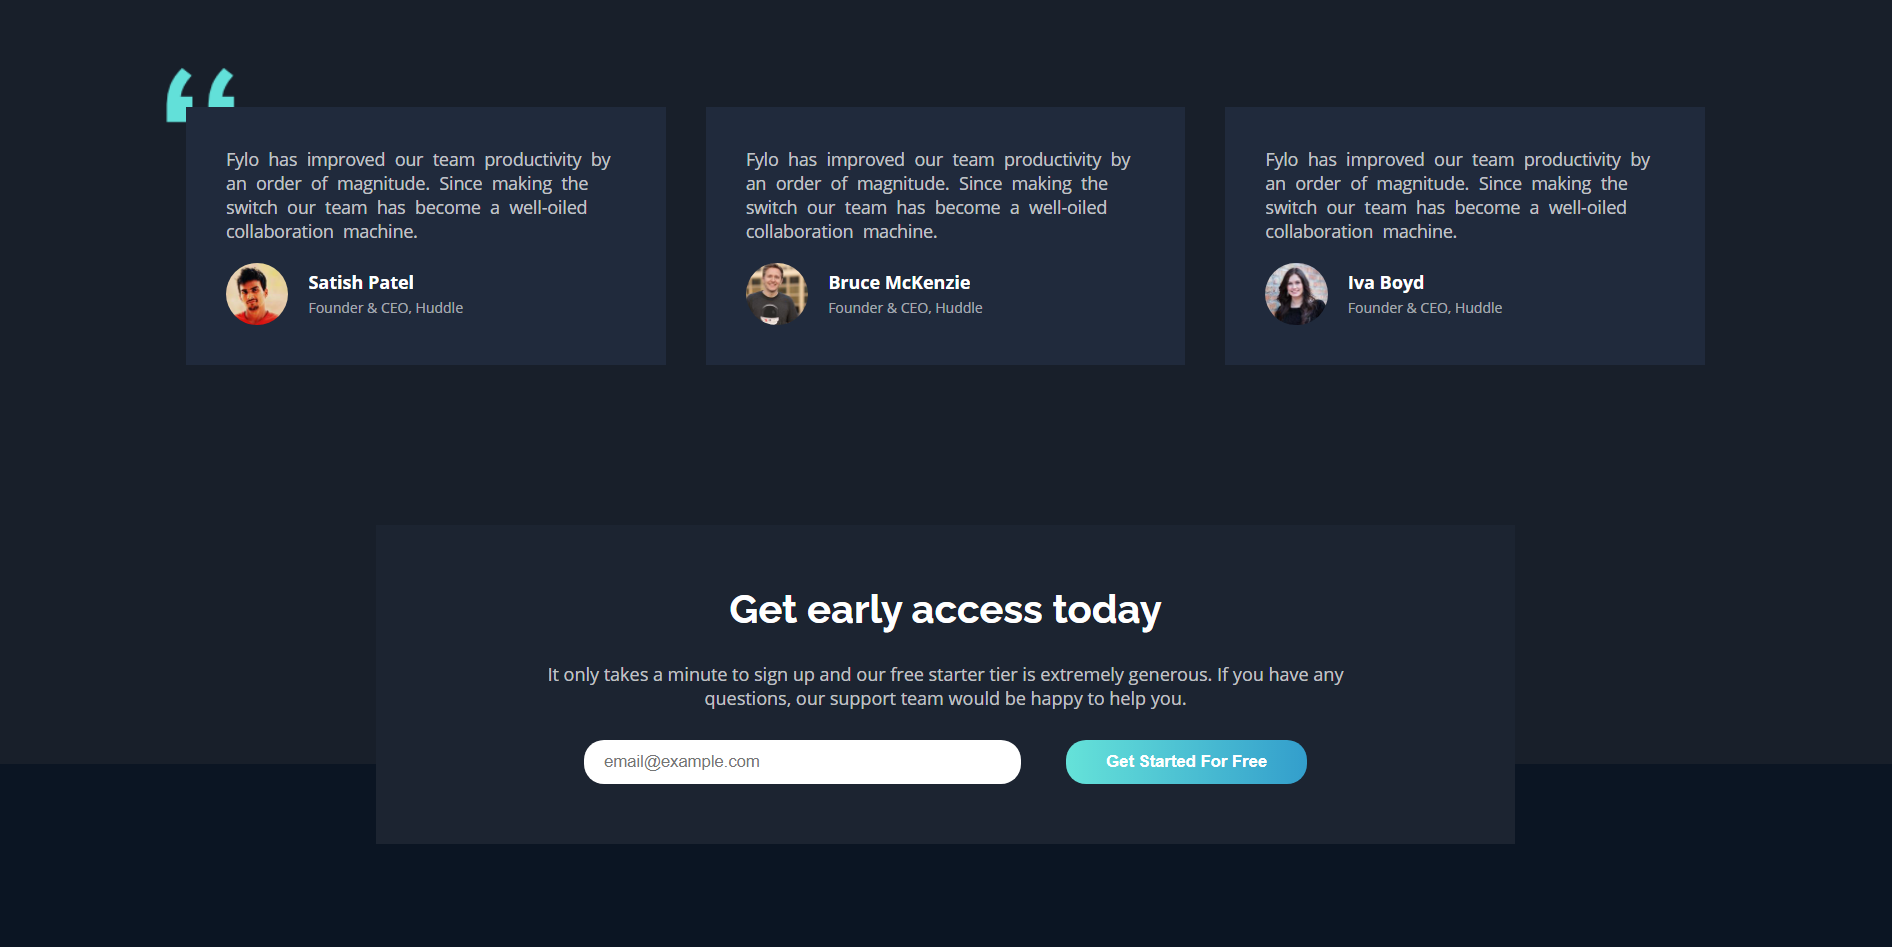 “
Fylo has improved our team productivity by
an order of magnitude. Since making the
switch our team has become a well-oiled
collaboration machine.
Satish Patel
Founder & CEO, Huddle
Fylo has improved our team productivity by
an order of magnitude. Since making the
switch our team has become a well-oiled
collaboration machine.
Bruce McKenzie
Founder & CEO, Huddle
Fylo has improved our team productivity by
an order of magnitude. Since making the
switch our team has become a well-oiled
collaboration machine.
Iva Boyd
Founder & CEO, Huddle
Get early access today
It only takes a minute to sign up and our free starter tier is extremely generous. If you have any
questions, our support team would be happy to help you.
email@example.com
Get Started For Free